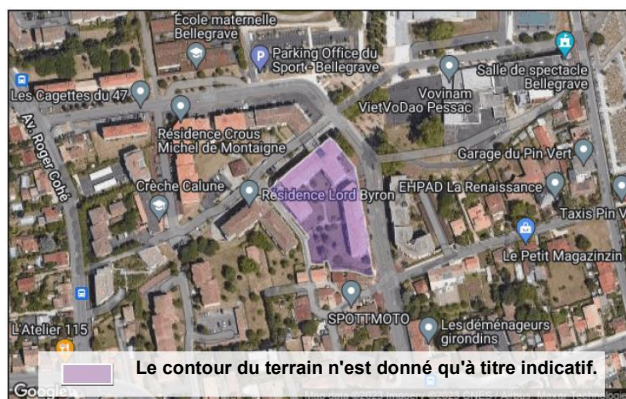 École maternelle
Bellegrave
Parking Office du
Sport - Bellegrave
Salle de spectacle
Bellegrave
Les Cagettes du 47
Vovinam
VietVoDao Pessac
Av. Roger Cohé
Résidence Crous
Michel de Montaigne
Garage du Pin Vert
Crèche Calune
Résidence Lord Byron
EHPAD La Renaissance
Taxis Pin V
Le Petit Magazinzin
SPOTTMOTO
L'Atelier 115
Les déménageurs
girondins
Le contour du terrain n'est donné qu'à titre indicatif.
Google